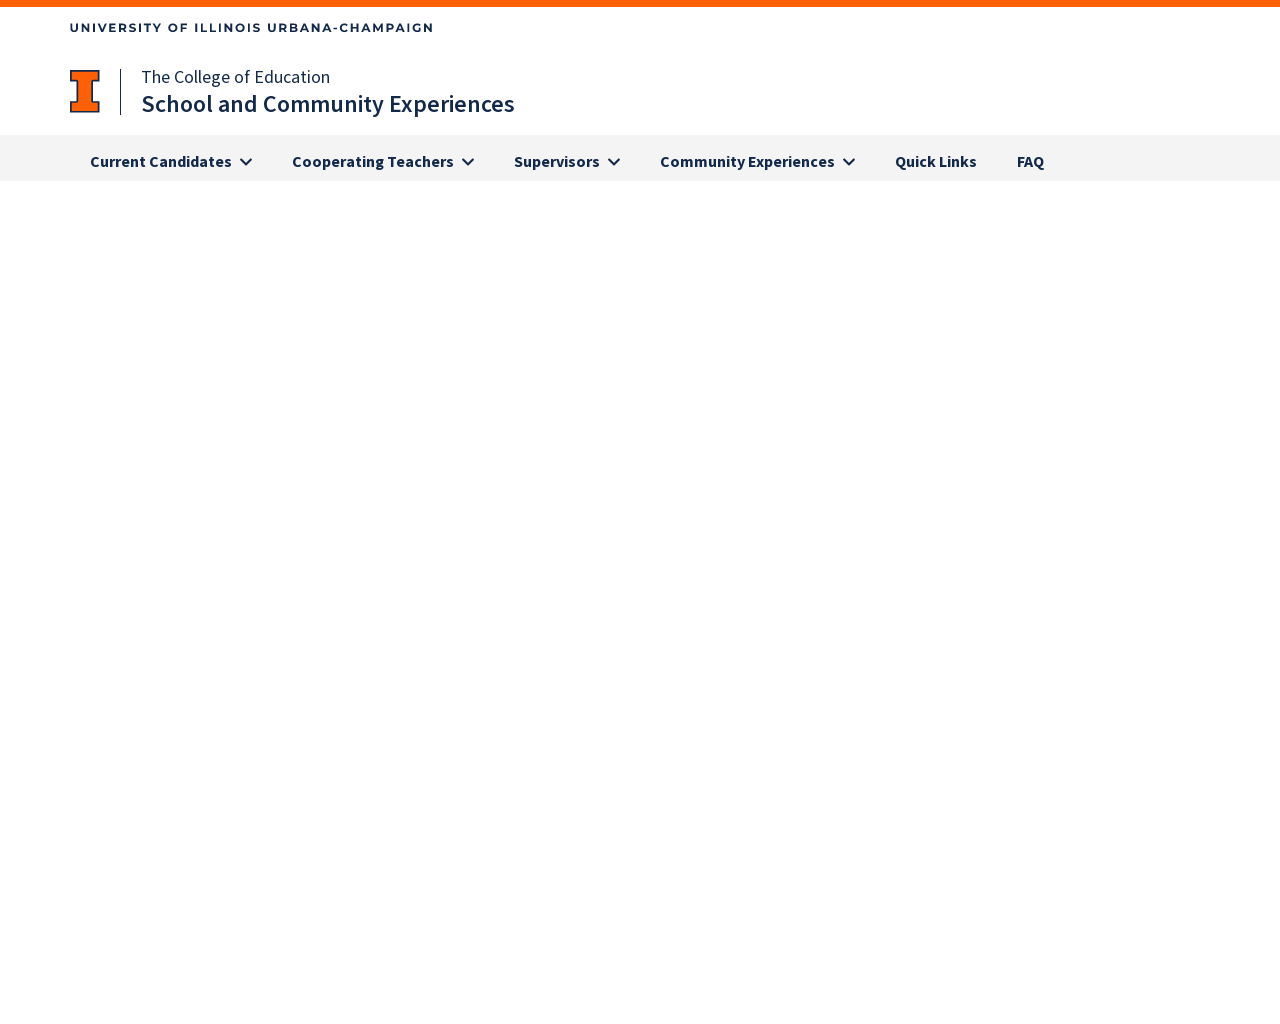 UNIVERSITY OF ILLINOIS URBANA-CHAMPAIGN
The College of Education
School and Community Experiences
Current Candidates Cooperating Teachers Supervisors Community Experiences Quick Links FAQ